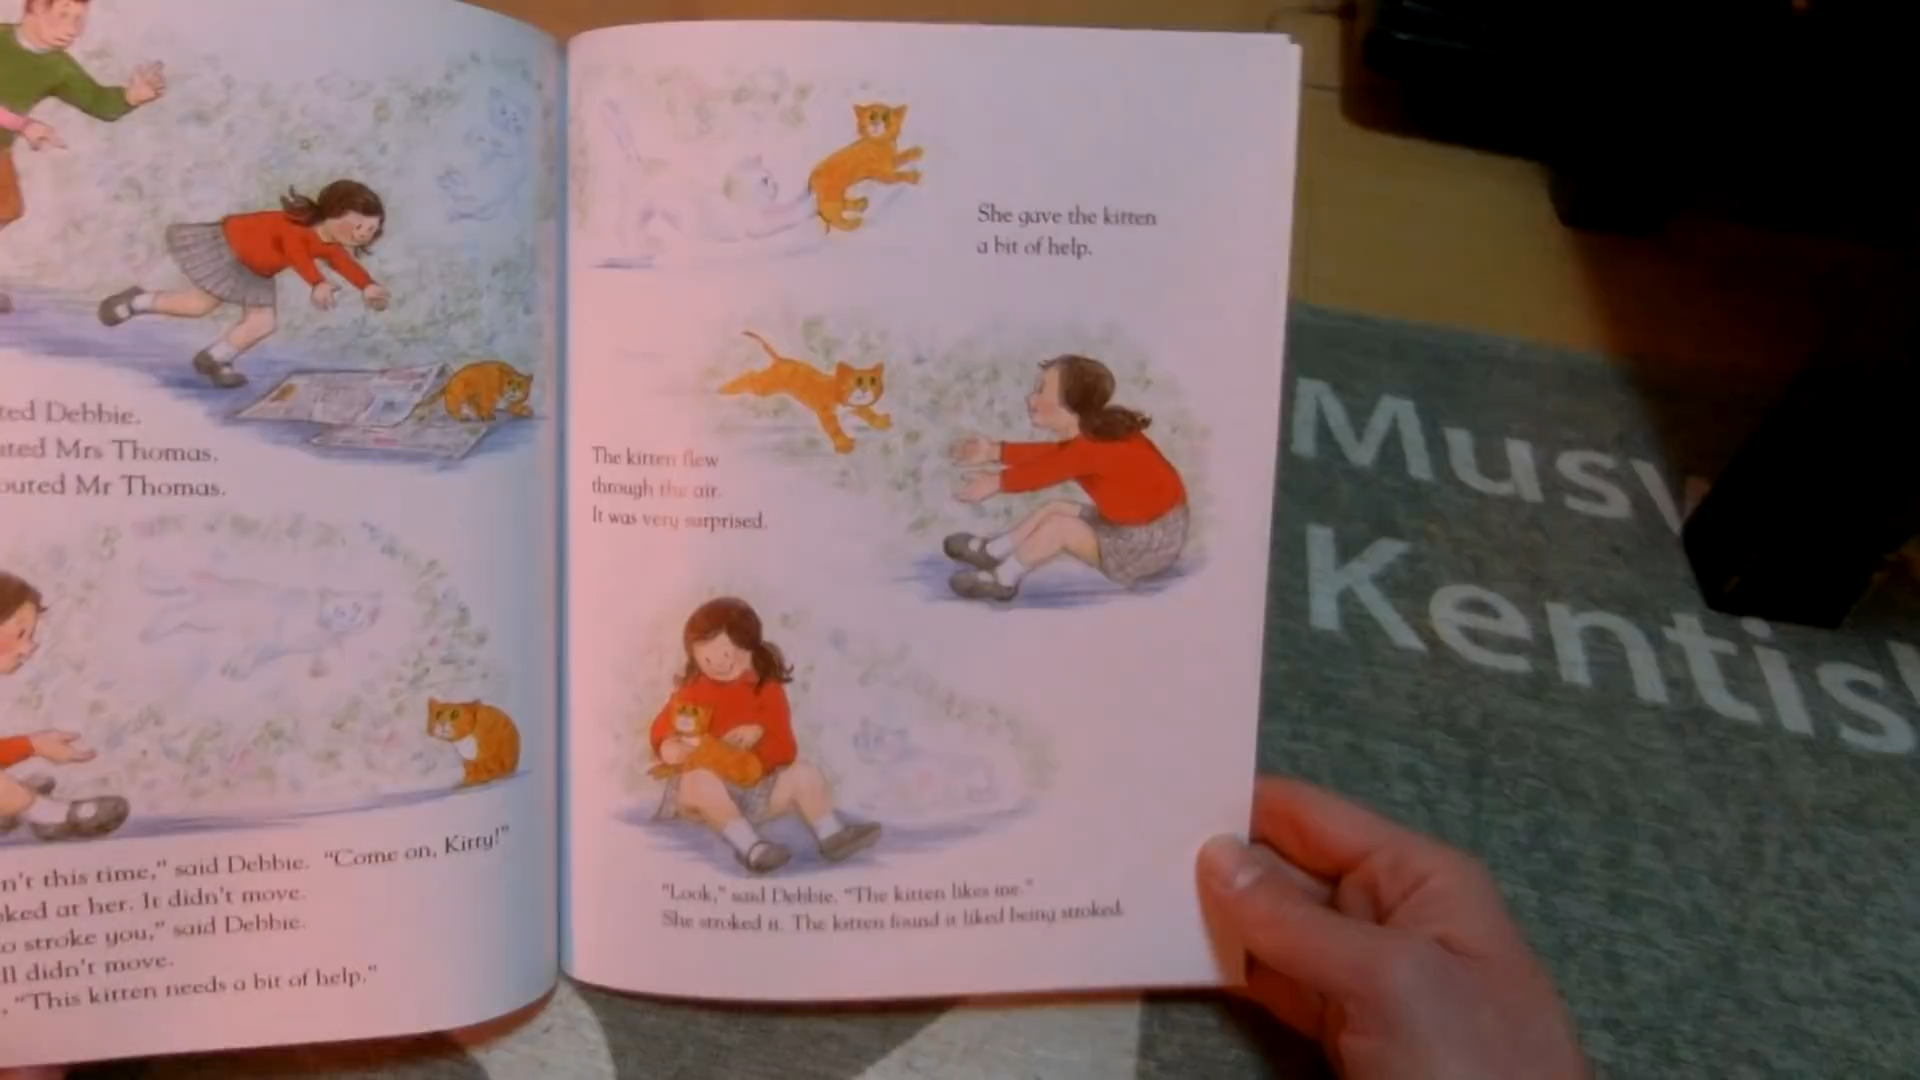 ted Debbie.
ted Mrs Thomas.
outed Mr Thomas.
n't this time," said Debbie. "Come on, Kitty!"
ked at her. It didn't move.
o stroke you," said Debbie.
ll didn't move.
, "This kitten needs a bit of help."
She gave the kitten
a bit of help.
The kitten flew
through the air.
It was very surprised.
"Look," said Debbie. "The kitten likes me."
She stroked it. The kitten found it liked being stroked.
Musw
Kentis